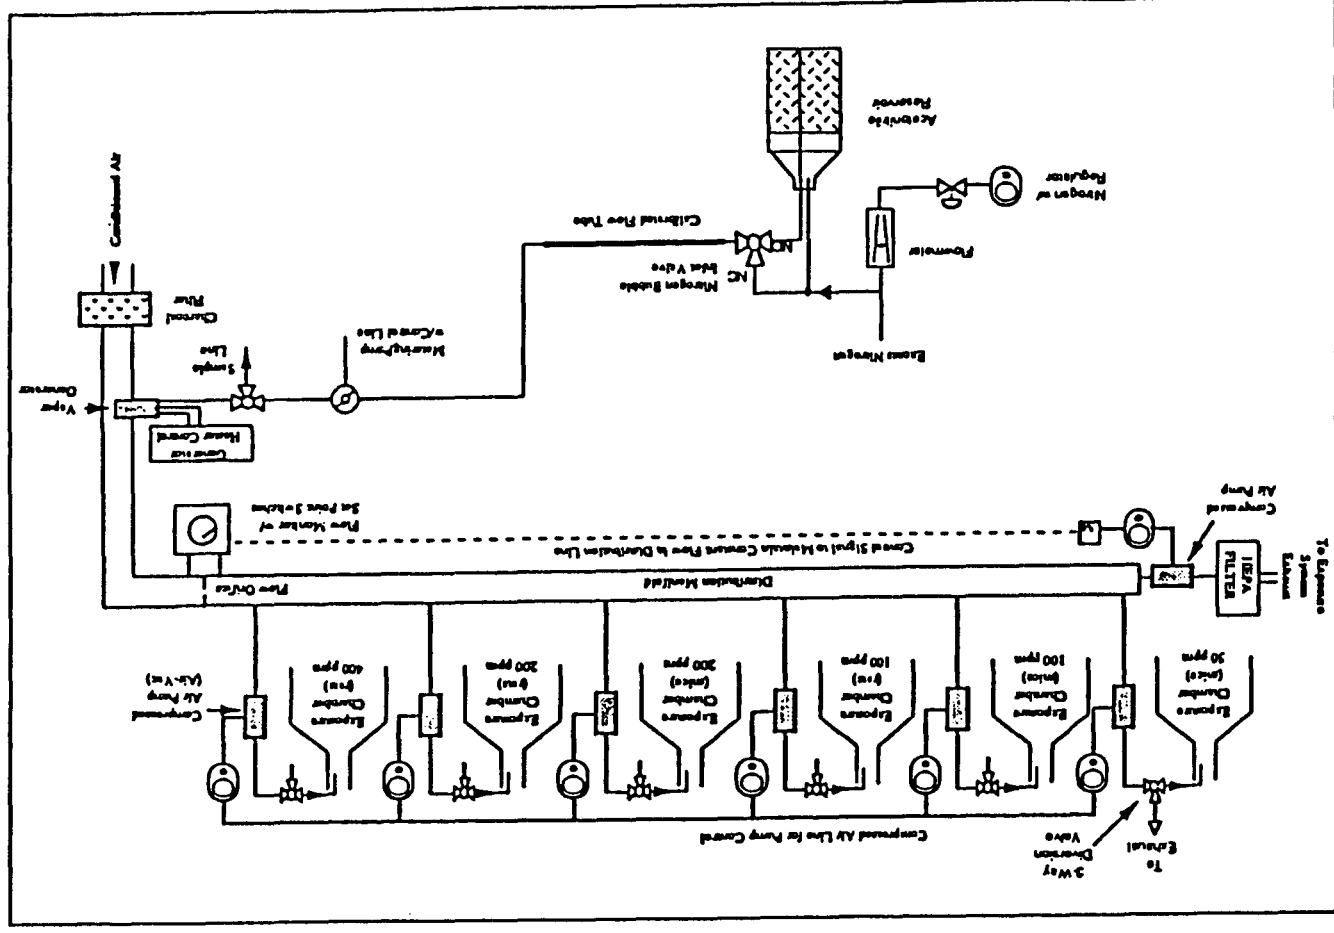 To
Exhaust
3-Way
Diversion
Valve
Compressed Air Line for Pump Control
Exposure
Chamber
(mice)
50 ppm
Exposure
Chamber
(mice)
100 ppm
Exposure
Chamber
(rats)
100 ppm
Exposure
Chamber
(mice)
200 ppm
Exposure
Chamber
(rats)
200 ppm
Exposure
Chamber
(rats)
400 ppm
Compressed
Air Pump
(Air-Vac)
To Exposure
System
Exhaust
HEPA
FILTER
Distribution Manifold
Flow Orifice
Compressed
Air Pump
Control Signal to Maintain Constant Flow in Distribution Line
Flow Monitor w/
Set Point Switches
Generator
Heater Control
Vapor
Generator
Sample
Line
Metering Pump
w/Control Line
Charcoal
Filter
Conditioned Air
Excess Nitrogen
Nitrogen Bubble
Inlet Valve
NC
NO
Flowmeter
Calibrated Flow Tube
Nitrogen w/
Regulator
Acetonitrile
Reservoir